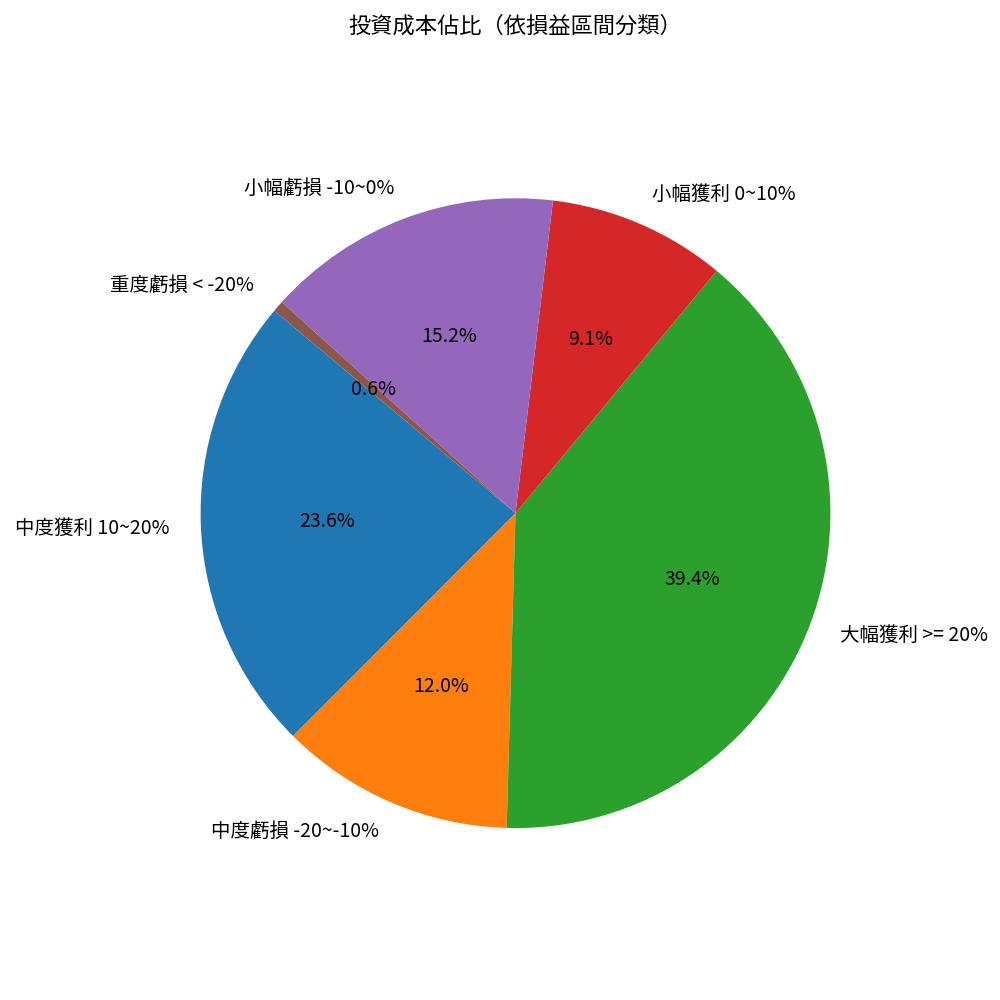 投資成本佔比（依損益區間分類）
小幅虧損 -10~0%
小幅獲利 0~10%
重度虧損 < -20%
15.2%
9.1%
0.6%
23.6%
中度獲利 10~20%
39.4%
大幅獲利 >= 20%
12.0%
中度虧損 -20~-10%